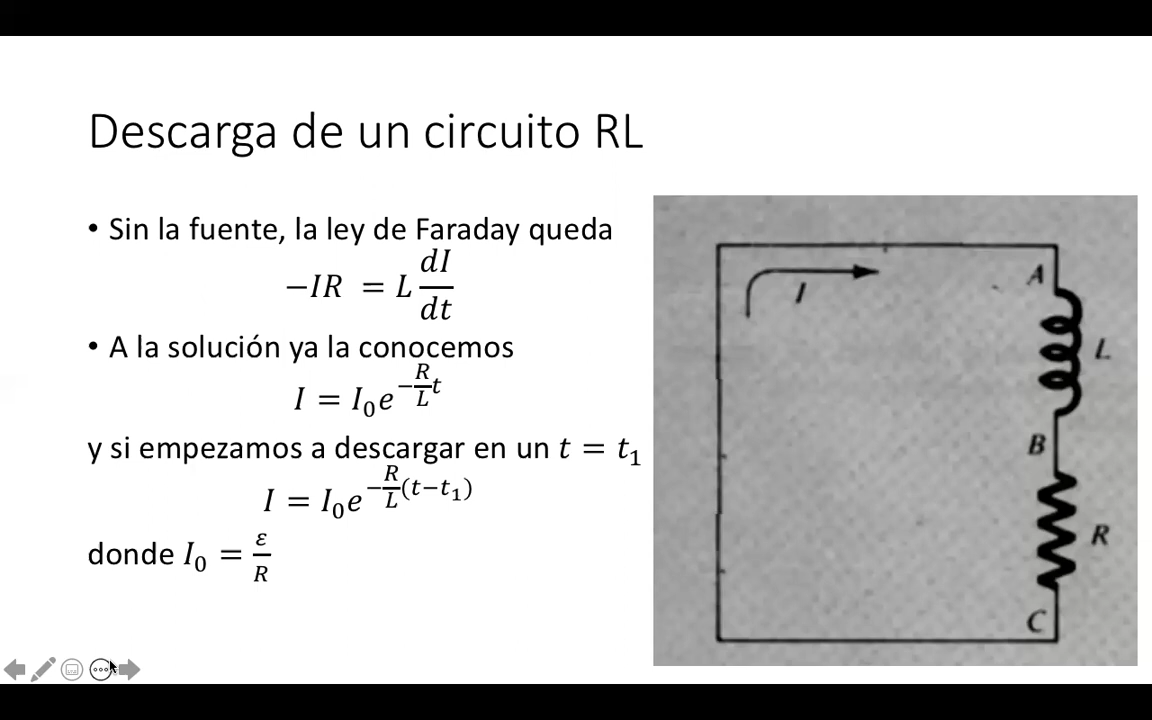 Descarga de un circuito RL
• Sin la fuente, la ley de Faraday queda
−IR = L dI/dt
• A la solución ya la conocemos
I = I₀e^(−(R/L)t)
y si empezamos a descargar en un t = t₁
I = I₀e^(−(R/L)(t−t₁))
donde I₀ = ε/R
I
A
L
B
R
C